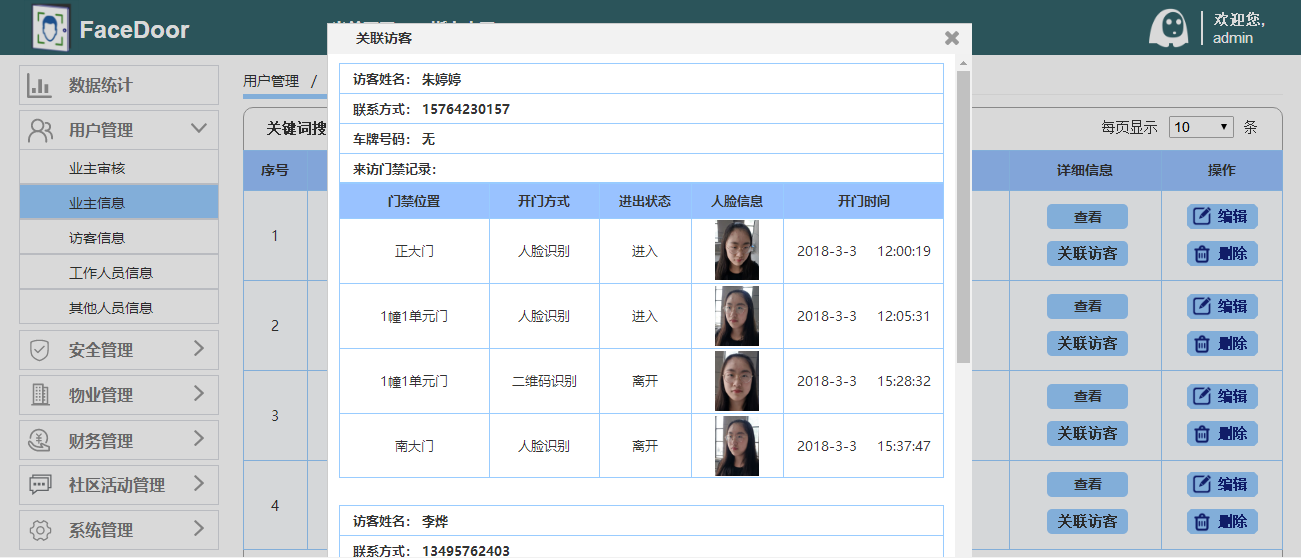 FaceDoor
欢迎您,
admin
数据统计
用户管理
业主审核
业主信息
访客信息
工作人员信息
其他人员信息
安全管理
物业管理
财务管理
社区活动管理
系统管理
用户管理 /
关键词搜
每页显示 10 条
序号 详细信息 操作
1 查看 编辑
关联访客 删除
2 查看 编辑
关联访客 删除
3 查看 编辑
关联访客 删除
4 查看 编辑
关联访客 删除
关联访客
访客姓名: 朱婷婷
联系方式: 15764230157
车牌号码: 无
来访门禁记录:
门禁位置 开门方式 进出状态 人脸信息 开门时间
正大门 人脸识别 进入 2018-3-3 12:00:19
1幢1单元门 人脸识别 进入 2018-3-3 12:05:31
1幢1单元门 二维码识别 离开 2018-3-3 15:28:32
南大门 人脸识别 离开 2018-3-3 15:37:47
访客姓名: 李烨
联系方式: 13495762403